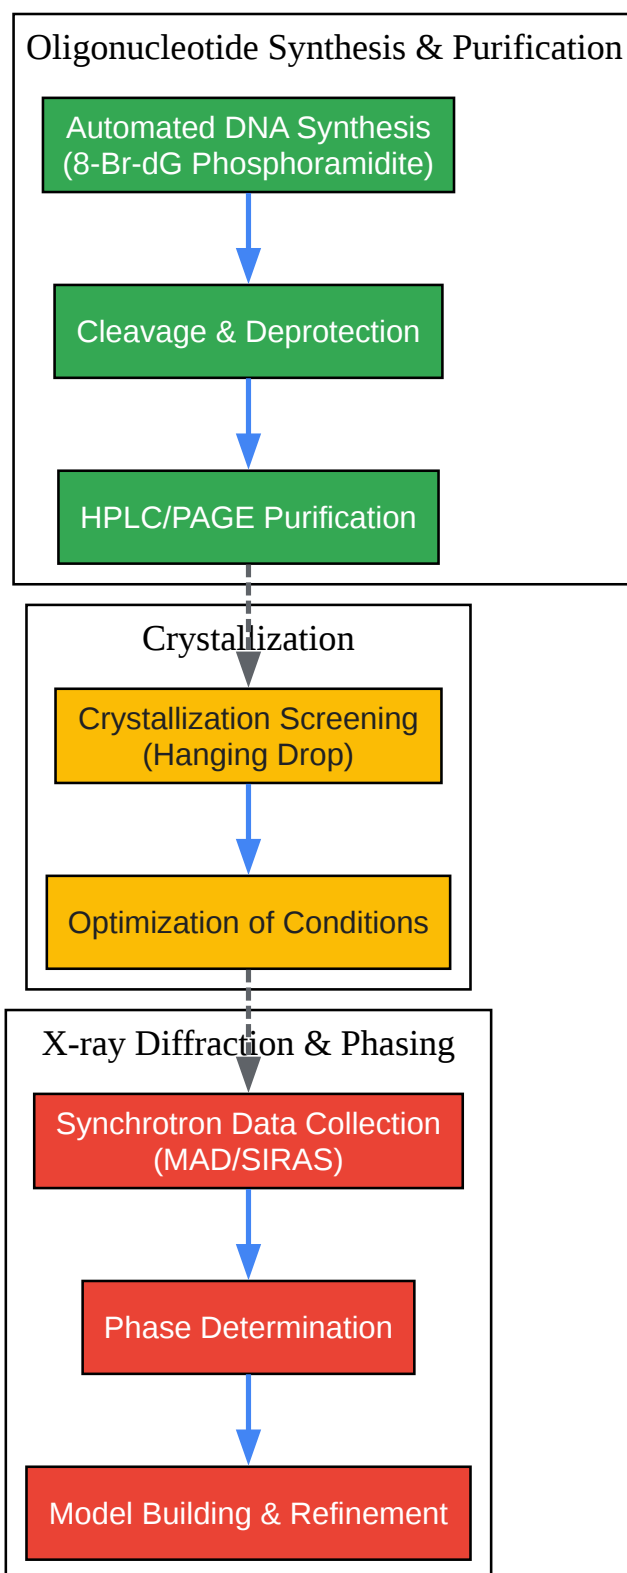 Oligonucleotide Synthesis & Purification
Automated DNA Synthesis
(8-Br-dG Phosphoramidite)
Cleavage & Deprotection
HPLC/PAGE Purification
Crystallization
Crystallization Screening
(Hanging Drop)
Optimization of Conditions
X-ray Diffraction & Phasing
Synchrotron Data Collection
(MAD/SIRAS)
Phase Determination
Model Building & Refinement